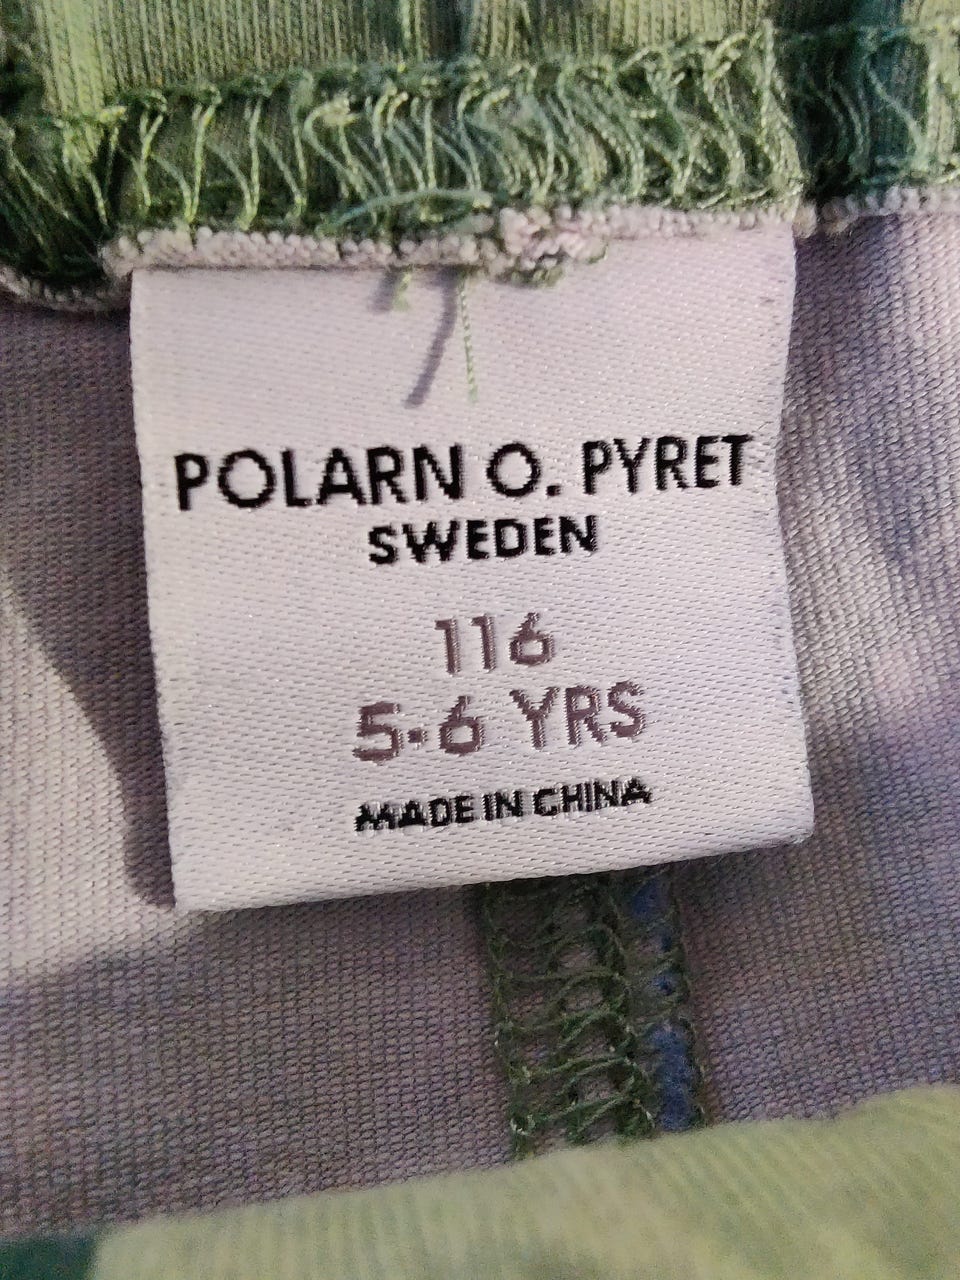 POLARN O. PYRET
SWEDEN
116
5-6 YRS
MADE IN CHINA